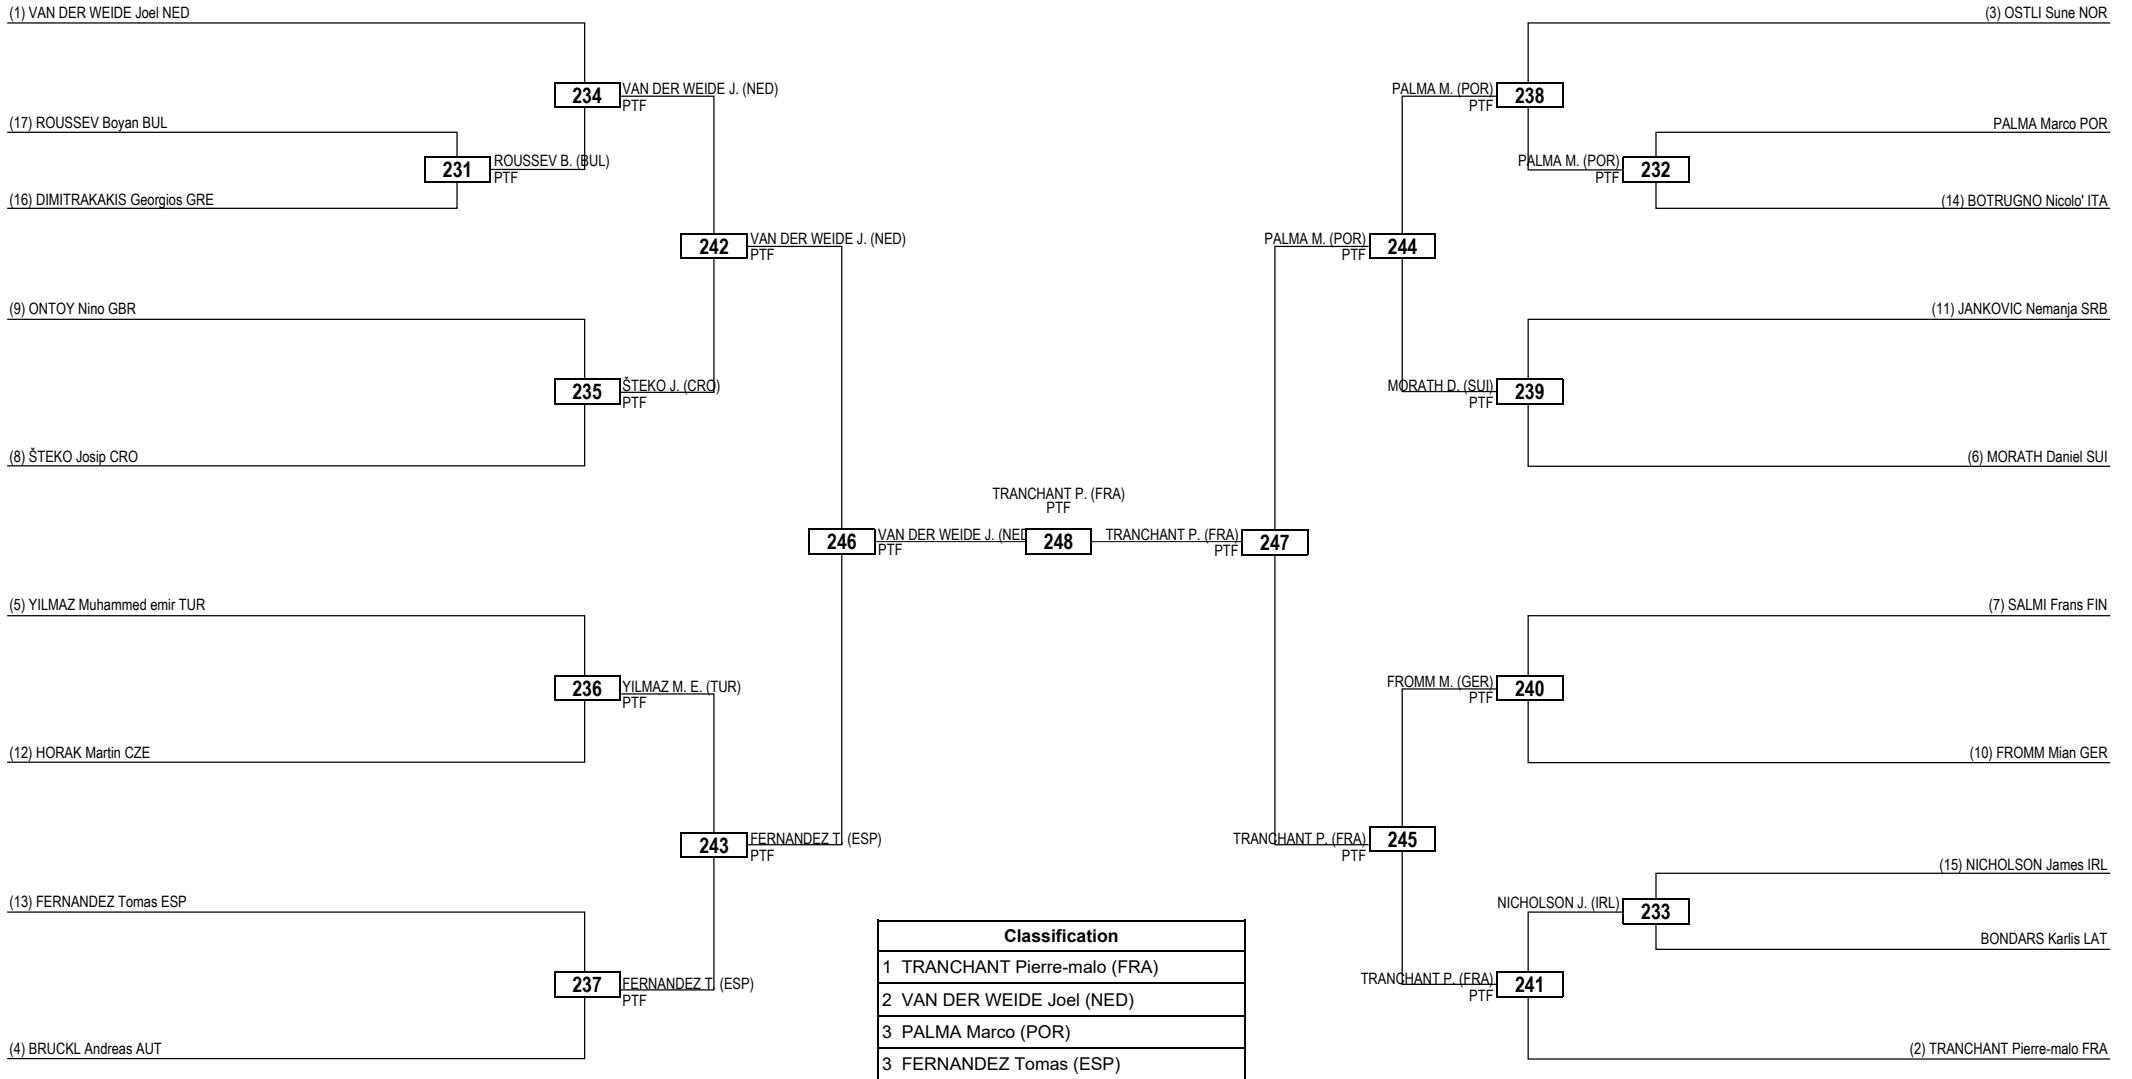 (1) VAN DER WEIDE Joel NED
234
VAN DER WEIDE J. (NED)
PTF
(17) ROUSSEV Boyan BUL
231
ROUSSEV B. (BUL)
PTF
(16) DIMITRAKAKIS Georgios GRE
242
VAN DER WEIDE J. (NED)
PTF
(9) ONTOY Nino GBR
235
ŠTEKO J. (CRO)
PTF
(8) ŠTEKO Josip CRO
246
VAN DER WEIDE J. (NED
PTF
(5) YILMAZ Muhammed emir TUR
236
YILMAZ M. E. (TUR)
PTF
(12) HORAK Martin CZE
243
FERNANDEZ T. (ESP)
PTF
(13) FERNANDEZ Tomas ESP
237
FERNANDEZ T. (ESP)
PTF
(4) BRUCKL Andreas AUT
TRANCHANT P. (FRA)
PTF
248
(3) OSTLI Sune NOR
PALMA M. (POR)
PTF
238
PALMA Marco POR
PALMA M. (POR)
PTF
232
(14) BOTRUGNO Nicolo' ITA
PALMA M. (POR)
PTF
244
(11) JANKOVIC Nemanja SRB
MORATH D. (SUI)
PTF
239
(6) MORATH Daniel SUI
TRANCHANT P. (FRA)
PTF
247
(7) SALMI Frans FIN
FROMM M. (GER)
PTF
240
(10) FROMM Mian GER
TRANCHANT P. (FRA)
PTF
245
(15) NICHOLSON James IRL
NICHOLSON J. (IRL)
233
BONDARS Karlis LAT
TRANCHANT P. (FRA)
PTF
241
(2) TRANCHANT Pierre-malo FRA
Classification
1 TRANCHANT Pierre-malo (FRA)
2 VAN DER WEIDE Joel (NED)
3 PALMA Marco (POR)
3 FERNANDEZ Tomas (ESP)